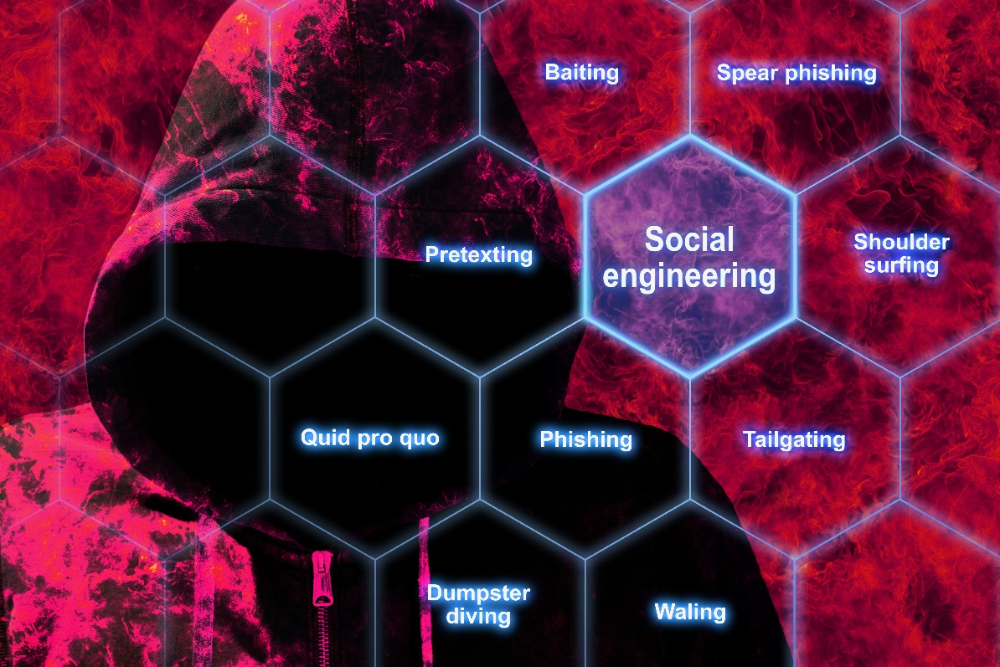 Baiting
Spear phishing
Pretexting
Social
engineering
Shoulder
surfing
Quid pro quo
Phishing
Tailgating
Dumpster
diving
Waling